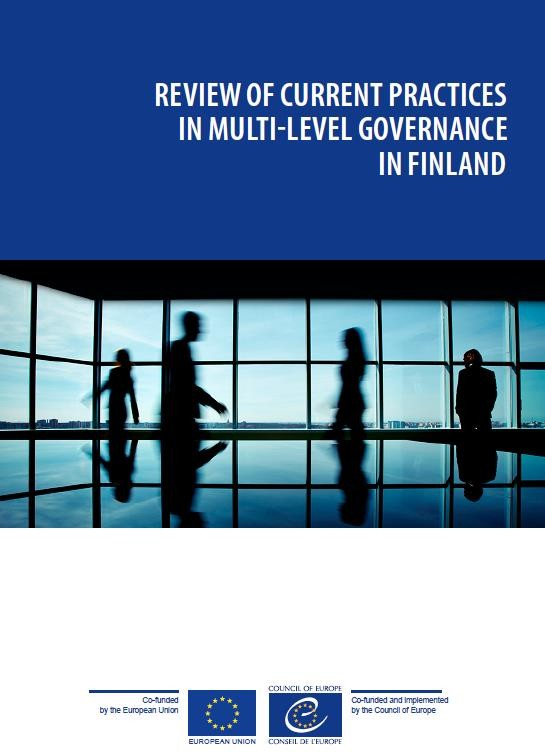 REVIEW OF CURRENT PRACTICES
IN MULTI-LEVEL GOVERNANCE
IN FINLAND
Co-funded
by the European Union
EUROPEAN UNION
COUNCIL OF EUROPE
CONSEIL DE L'EUROPE
Co-funded and implemented
by the Council of Europe